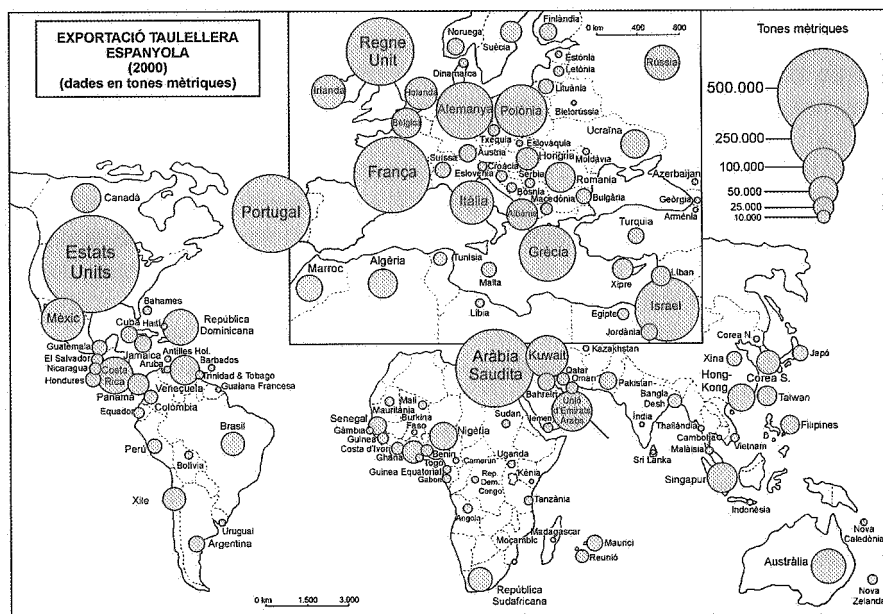 EXPORTACIÓ TAULELLERA
ESPANYOLA
(2000)
(dades en tones mètriques)
Tones mètriques
500.000
250.000
100.000
50.000
25.000
10.000
0 km 400 800
Regne
Unit
Irlanda
Noruega
Suècia
Finlàndia
Dinamarca
Estònia
Letònia
Lituània
Bielorússia
Rússia
Holanda
Bèlgica
Alemanya
Polònia
Txèquia
Eslovàquia
Ucraïna
Àustria
Hongria
Moldàvia
França
Suïssa
Croàcia
Eslovènia
Sèrbia
Romania
Bòsnia
Macedònia
Bulgària
Azerbaijan
Geòrgia
Armènia
Portugal
Itàlia
Albània
Grècia
Turquia
Marroc
Algèria
Tunísia
Malta
Xipre
Líban
Líbia
Egipte
Israel
Jordània
Canadà
Estats
Units
Mèxic
Bahames
Cuba
Haití
República
Dominicana
Guatemala
El Salvador
Nicaragua
Hondures
Jamaica
Antilles Hol.
Aruba
Barbados
Costa
Rica
Trinidad & Tobago
Veneçuela
Guaiana Francesa
Panamà
Colòmbia
Equador
Perú
Brasil
Bolívia
Xile
Uruguai
Argentina
0 km 1.500 3.000
Aràbia
Saudita
Kuwait
Kazakhstan
Qatar
Oman
Bahrein
Unió
d'Emirats
Àrabs
Pakistan
Iemen
Mali
Mauritània
Senegal
Gàmbia
Guinea
Burkina
Faso
Costa d'Ivori
Ghana
Togo
Benin
Nigèria
Sudan
Guinea Equatorial
Camerun
Gabon
Rep.
Dem.
Congo
Uganda
Kènia
Tanzània
Angola
Moçambic
Madagascar
Maurici
Reunió
República
Sudafricana
Corea N
Xina
Japó
Corea S.
Hong-
Kong
Taiwan
Bangla
Desh
Índia
Thailàndia
Filipines
Cambotja
Vietnam
Sri Lanka
Malàisia
Singapur
Indonèsia
Nova
Caledònia
Austràlia
Nova
Zelanda